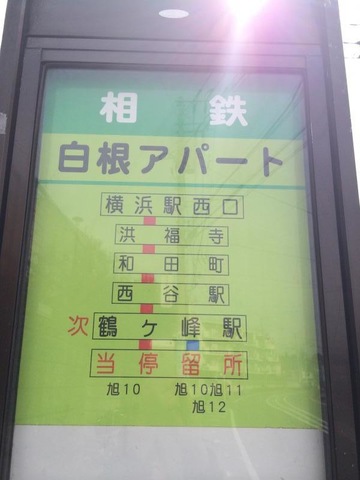 相鉄
白根アパート
横浜駅西口
洪福寺
和田町
西谷駅
次 鶴ヶ峰駅
当停留所
旭10 旭10旭11
旭12